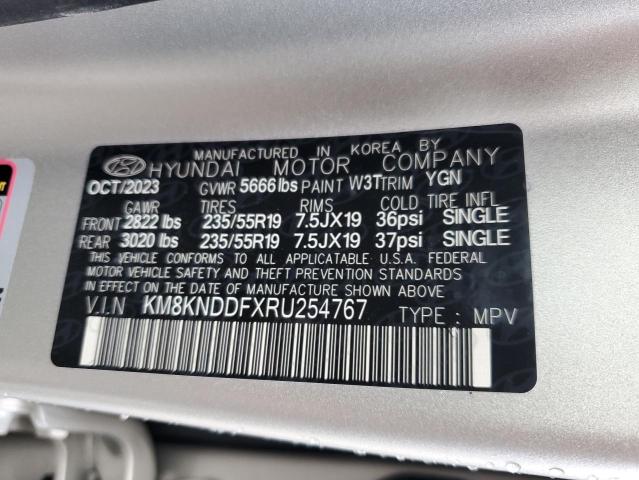 MANUFACTURED IN KOREA BY
HYUNDAI MOTOR COMPANY
OCT/2023 GVWR 5666 lbs PAINT W3T TRIM YGN
GAWR TIRES RIMS COLD TIRE INFL
FRONT 2822 lbs 235/55R19 7.5JX19 36psi SINGLE
REAR 3020 lbs 235/55R19 7.5JX19 37psi SINGLE
THIS VEHICLE CONFORMS TO ALL APPLICABLE U.S.A. FEDERAL
MOTOR VEHICLE SAFETY AND THEFT PREVENTION STANDARDS
IN EFFECT ON THE DATE OF MANUFACTURE SHOWN ABOVE.
V.I.N KM8KNDDFXRU254767 TYPE: MPV